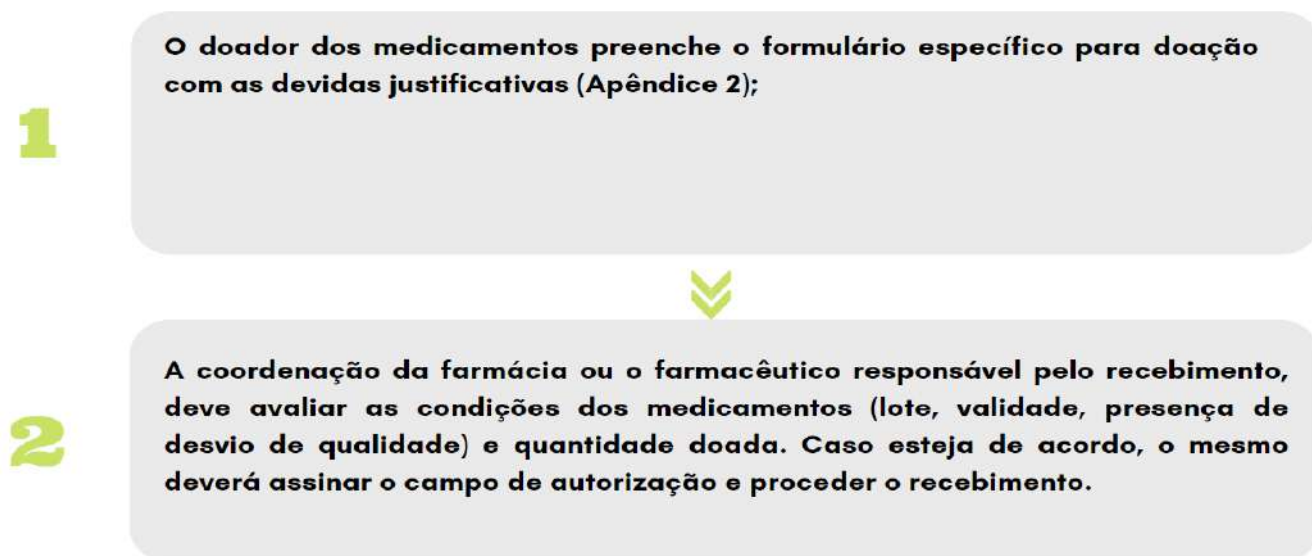 1
O doador dos medicamentos preenche o formulário específico para doação
com as devidas justificativas (Apêndice 2);
2
A coordenação da farmácia ou o farmacêutico responsável pelo recebimento,
deve avaliar as condições dos medicamentos (lote, validade, presença de
desvio de qualidade) e quantidade doada. Caso esteja de acordo, o mesmo
deverá assinar o campo de autorização e proceder o recebimento.